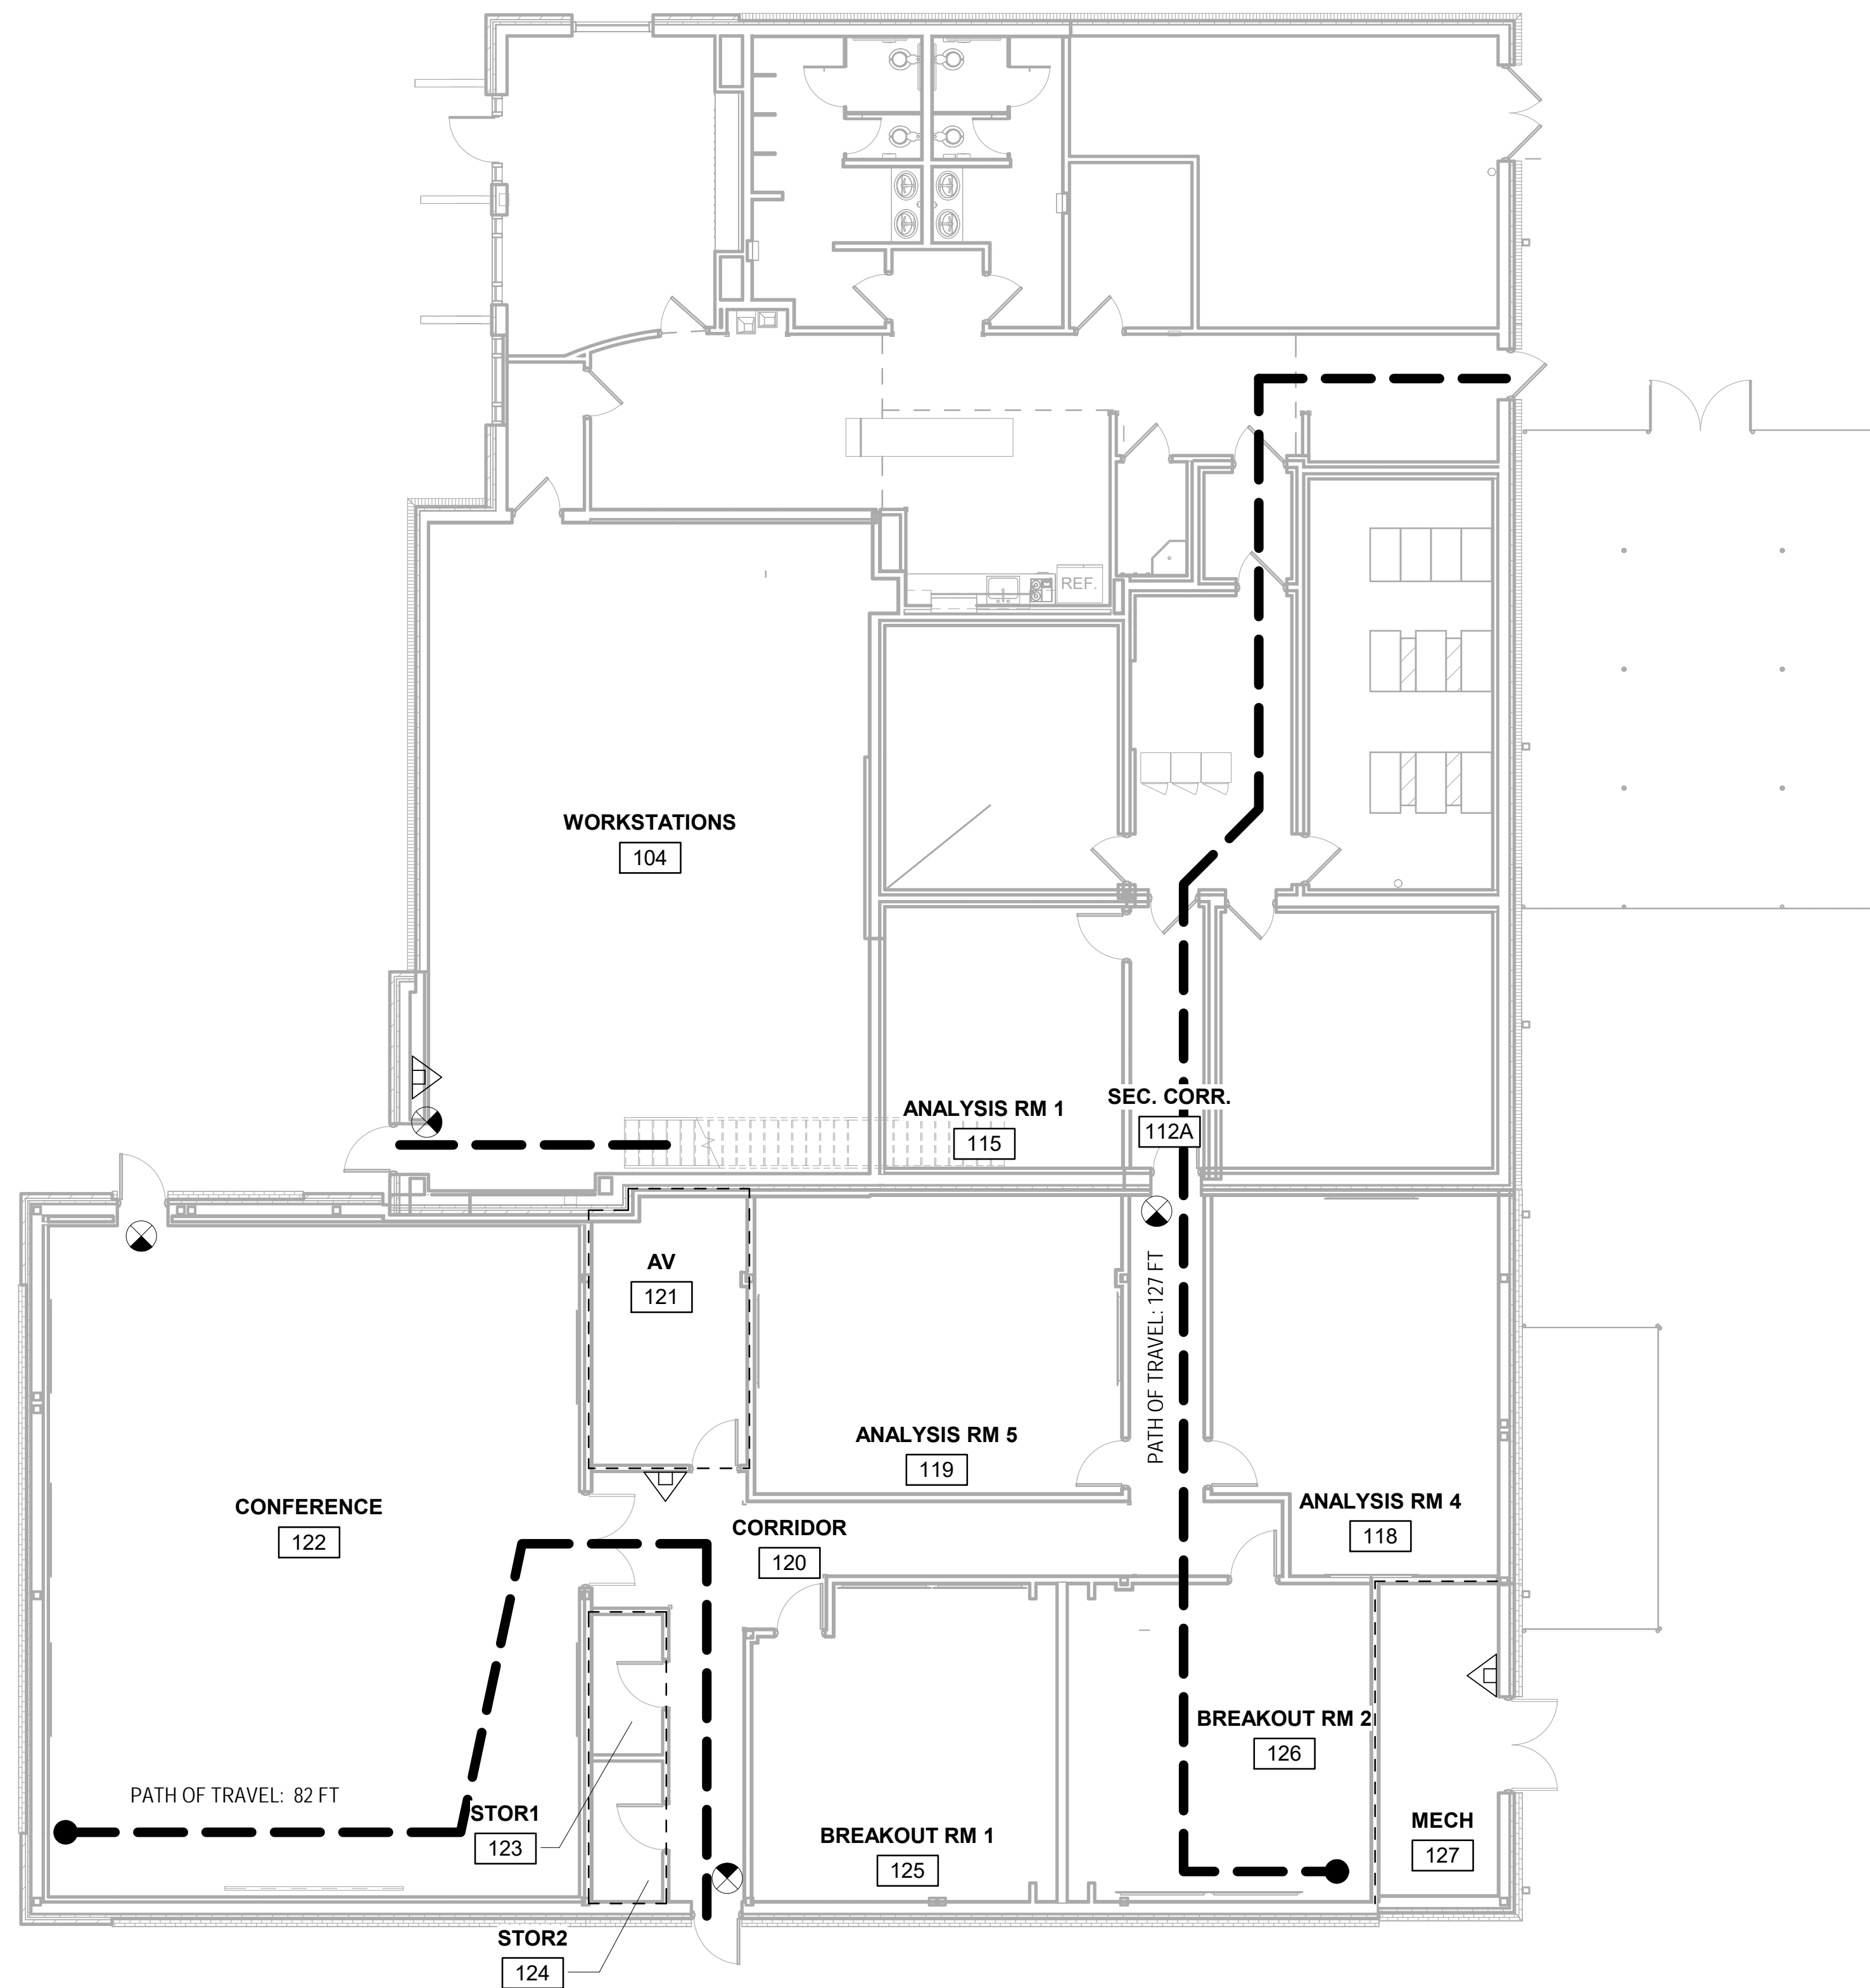 REF.
WORKSTATIONS
104
ANALYSIS RM 1
115
SEC. CORR.
112A
AV
121
PATH OF TRAVEL: 127 FT
ANALYSIS RM 5
119
CONFERENCE
122
ANALYSIS RM 4
118
CORRIDOR
120
BREAKOUT RM 2
126
PATH OF TRAVEL: 82 FT
STOR1
123
BREAKOUT RM 1
125
MECH
127
STOR2
124